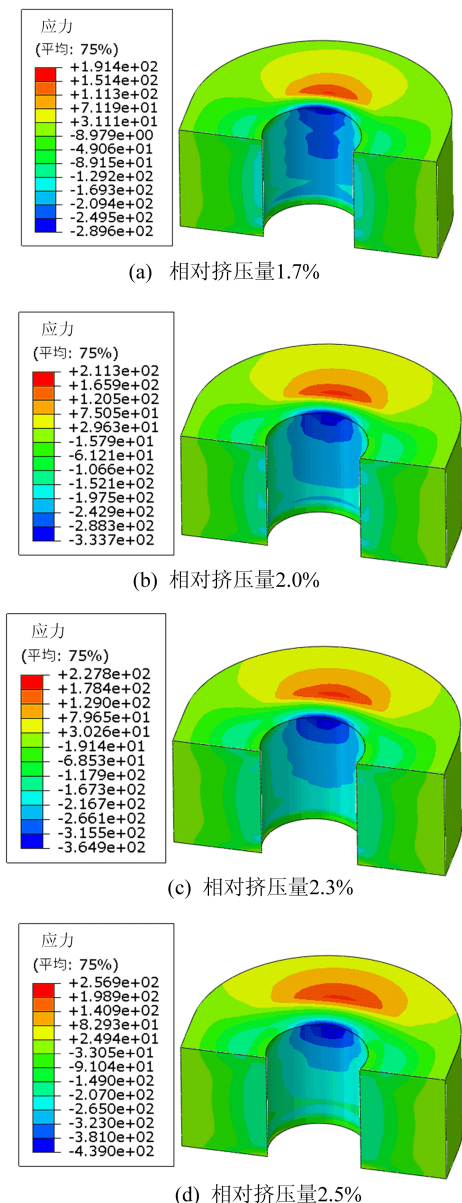 应力
(平均: 75%)
+1.914e+02
+1.514e+02
+1.113e+02
+7.119e+01
+3.111e+01
-8.979e+00
-4.906e+01
-8.915e+01
-1.292e+02
-1.693e+02
-2.094e+02
-2.495e+02
-2.896e+02
(a) 相对挤压量1.7%
应力
(平均: 75%)
+2.113e+02
+1.659e+02
+1.205e+02
+7.505e+01
+2.963e+01
-1.579e+01
-6.121e+01
-1.066e+02
-1.521e+02
-1.975e+02
-2.429e+02
-2.883e+02
-3.337e+02
(b) 相对挤压量2.0%
应力
(平均: 75%)
+2.278e+02
+1.784e+02
+1.290e+02
+7.965e+01
+3.026e+01
-1.914e+01
-6.853e+01
-1.179e+02
-1.673e+02
-2.167e+02
-2.661e+02
-3.155e+02
-3.649e+02
(c) 相对挤压量2.3%
应力
(平均: 75%)
+2.569e+02
+1.989e+02
+1.409e+02
+8.293e+01
+2.494e+01
-3.305e+01
-9.104e+01
-1.490e+02
-2.070e+02
-2.650e+02
-3.230e+02
-3.810e+02
-4.390e+02
(d) 相对挤压量2.5%